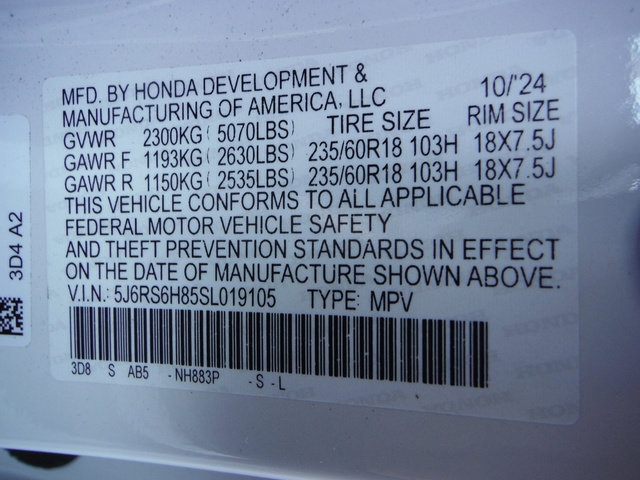 MFD. BY HONDA DEVELOPMENT & 10/'24
MANUFACTURING OF AMERICA, LLC
GVWR 2300KG ( 5070LBS) TIRE SIZE RIM SIZE
GAWR F 1193KG ( 2630LBS) 235/60R18 103H 18X7.5J
GAWR R 1150KG ( 2535LBS) 235/60R18 103H 18X7.5J
THIS VEHICLE CONFORMS TO ALL APPLICABLE
FEDERAL MOTOR VEHICLE SAFETY
AND THEFT PREVENTION STANDARDS IN EFFECT
ON THE DATE OF MANUFACTURE SHOWN ABOVE.
V.I.N.: 5J6RS6H85SL019105 TYPE: MPV
3D8 S AB5 -NH883P -S-L
3D4 A2